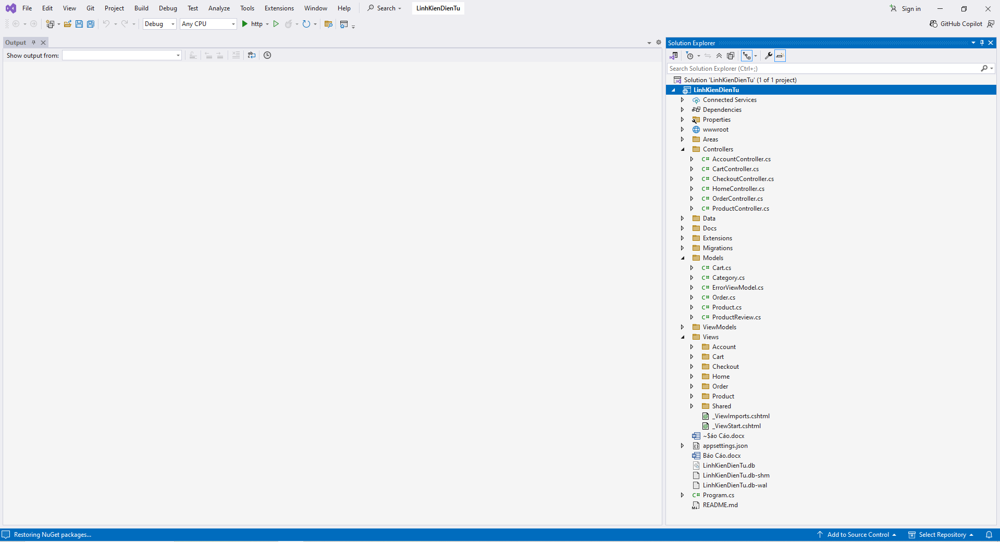 File Edit View Git Project Build Debug Test Analyze Tools Extensions Window Help Search LinhKienDienTu Sign in
Debug Any CPU http GitHub Copilot
Output
Show output from:
Solution Explorer
Search Solution Explorer (Ctrl+;)
Solution 'LinhKienDienTu' (1 of 1 project)
LinhKienDienTu
Connected Services
Dependencies
Properties
wwwroot
Areas
Controllers
C# AccountController.cs
C# CartController.cs
C# CheckoutController.cs
C# HomeController.cs
C# OrderController.cs
C# ProductController.cs
Data
Docs
Extensions
Migrations
Models
C# Cart.cs
C# Category.cs
C# ErrorViewModel.cs
C# Order.cs
C# Product.cs
C# ProductReview.cs
ViewModels
Views
Account
Cart
Checkout
Home
Order
Product
Shared
_ViewImports.cshtml
_ViewStart.cshtml
~$áo Cáo.docx
appsettings.json
Báo Cáo.docx
LinhKienDienTu.db
LinhKienDienTu.db-shm
LinhKienDienTu.db-wal
C# Program.cs
README.md
Restoring NuGet packages... Add to Source Control Select Repository